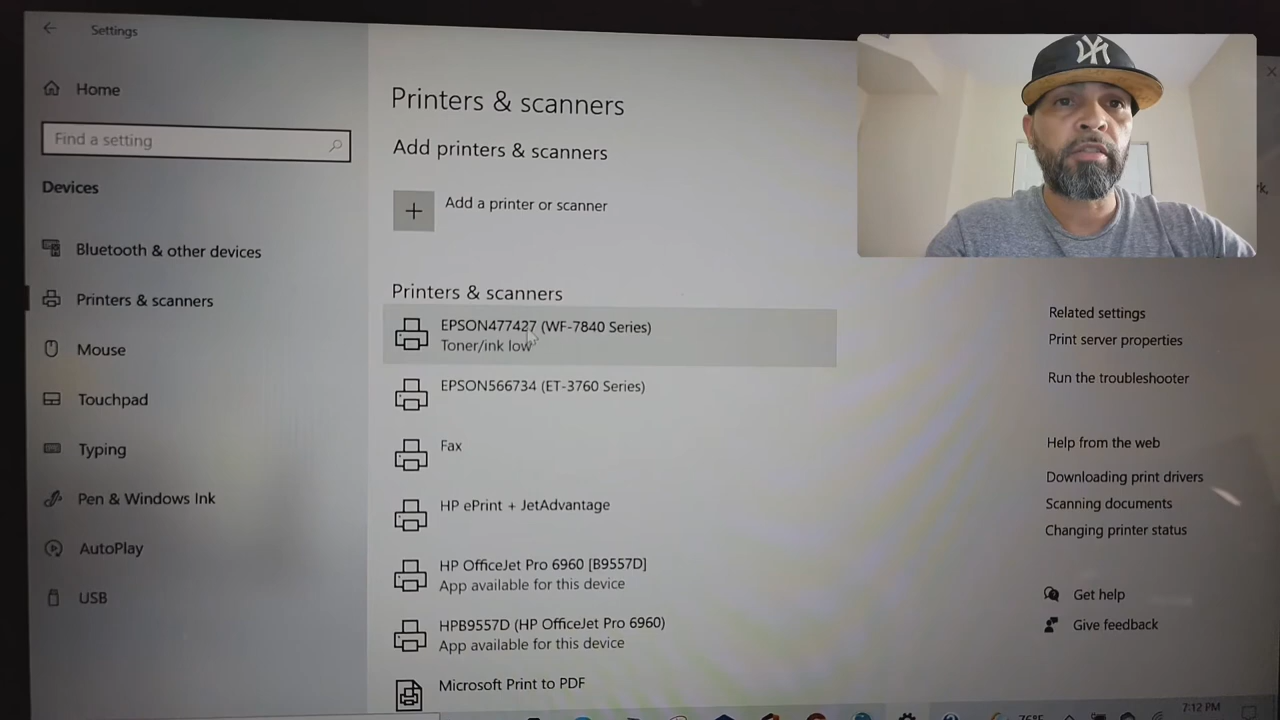 Settings
Home
Find a setting
Devices
Bluetooth & other devices
Printers & scanners
Mouse
Touchpad
Typing
Pen & Windows Ink
AutoPlay
USB
Printers & scanners
Add printers & scanners
Add a printer or scanner
Printers & scanners
EPSON477427 (WF-7840 Series)
Toner/ink low
EPSON566734 (ET-3760 Series)
Fax
HP ePrint + JetAdvantage
HP OfficeJet Pro 6960 [B9557D]
App available for this device
HPB9557D (HP OfficeJet Pro 6960)
App available for this device
Microsoft Print to PDF
Related settings
Print server properties
Run the troubleshooter
Help from the web
Downloading print drivers
Scanning documents
Changing printer status
Get help
Give feedback
76°F
7:12 PM
NY